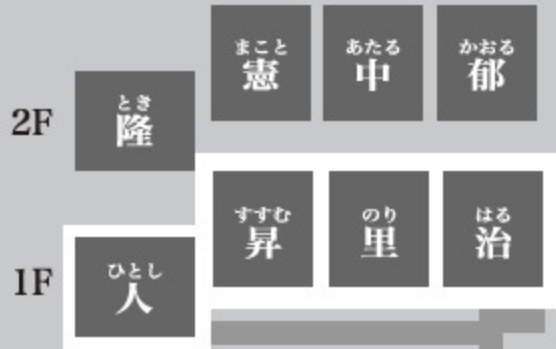 まこと
憲
あたる
中
かおる
郁
2F
とき
隆
すすむ
昇
のり
里
はる
治
1F
ひとし
人